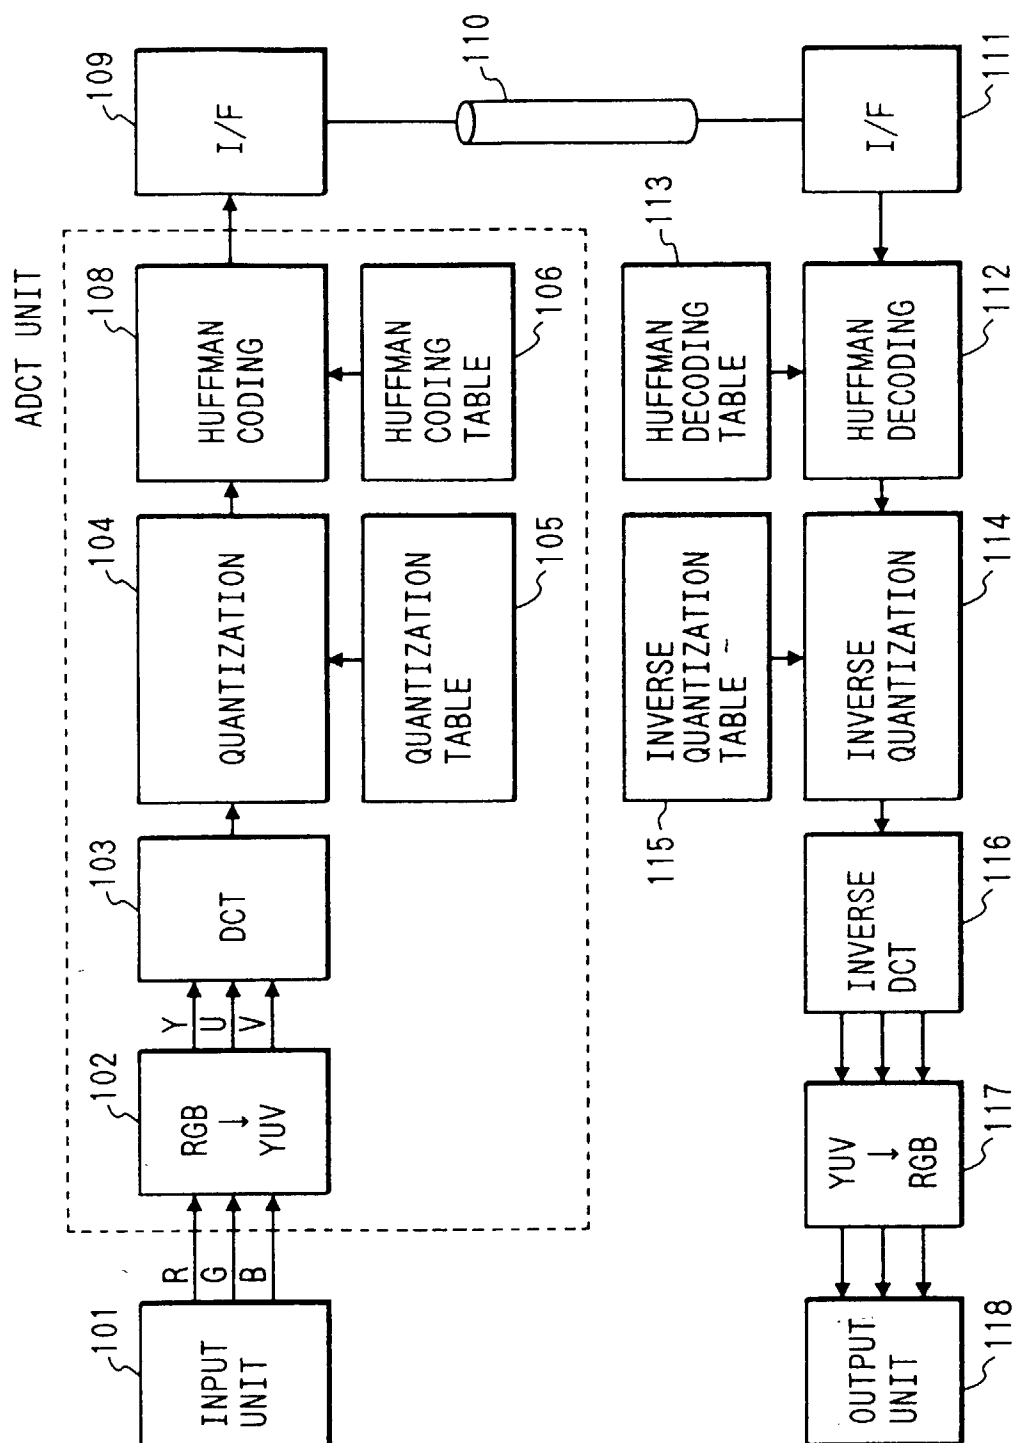 ADCT UNIT
101
INPUT
UNIT
R
G
B
102
RGB
→
YUV
Y
U
V
103
DCT
104
QUANTIZATION
QUANTIZATION
TABLE
105
108
HUFFMAN
CODING
HUFFMAN
CODING
TABLE
106
109
I/F
110
I/F
111
113
HUFFMAN
DECODING
TABLE
HUFFMAN
DECODING
112
INVERSE
QUANTIZATION
TABLE
115
INVERSE
QUANTIZATION
114
INVERSE
DCT
116
YUV
→
RGB
117
OUTPUT
UNIT
118